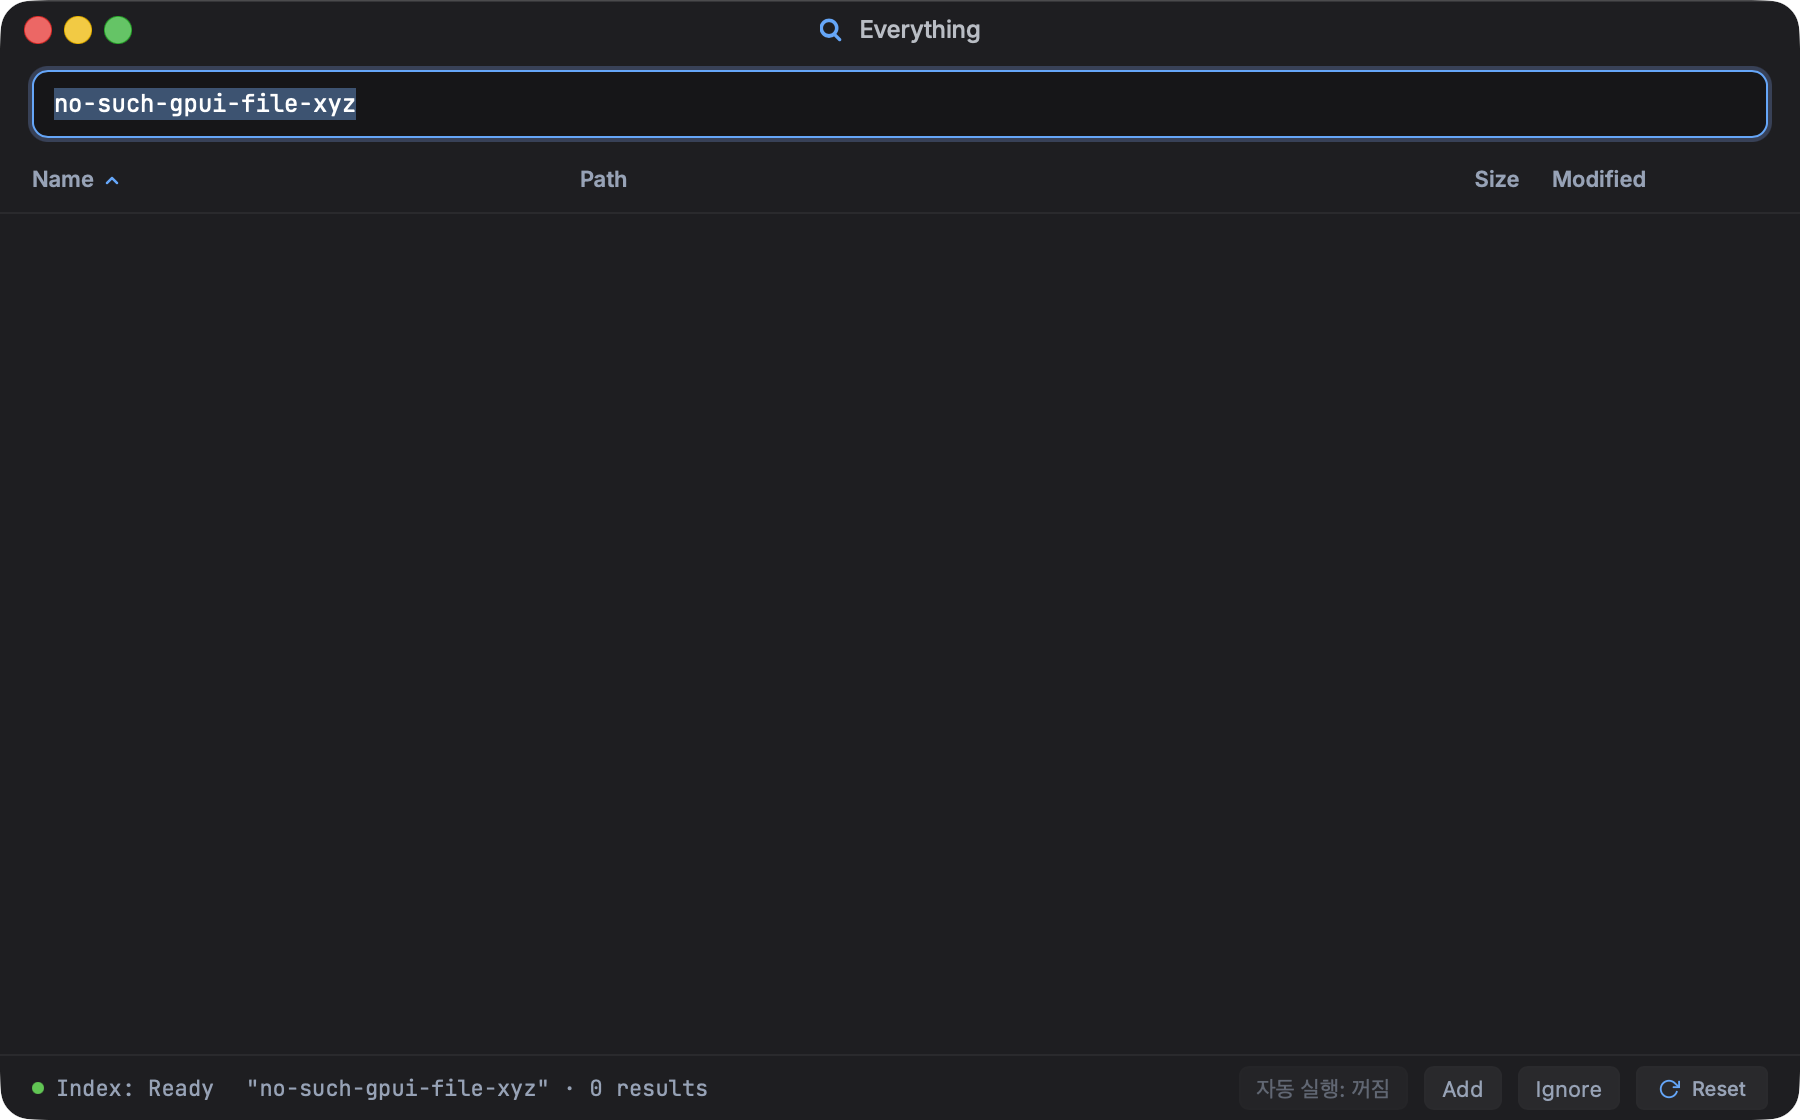 Everything
no-such-gpui-file-xyz
Name Path Size Modified
Index: Ready "no-such-gpui-file-xyz" · 0 results 자동 실행: 꺼짐 Add Ignore Reset